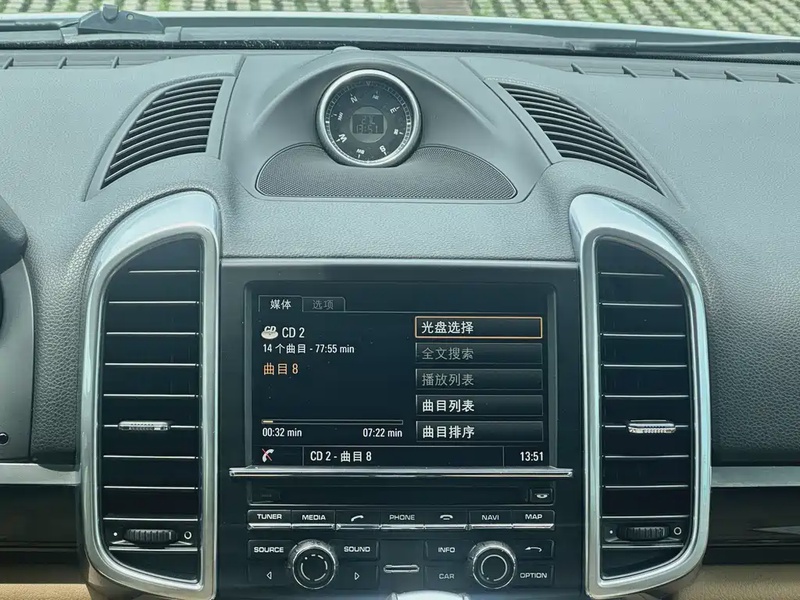 N
E
W
S
13:51
媒体 选项
CD 2
14 个曲目 - 77:55 min
曲目 8
00:32 min 07:22 min
光盘选择
全文搜索
播放列表
曲目列表
曲目排序
CD 2 - 曲目 8 13:51
TUNER MEDIA PHONE NAVI MAP
SOURCE SOUND INFO
CAR OPTION